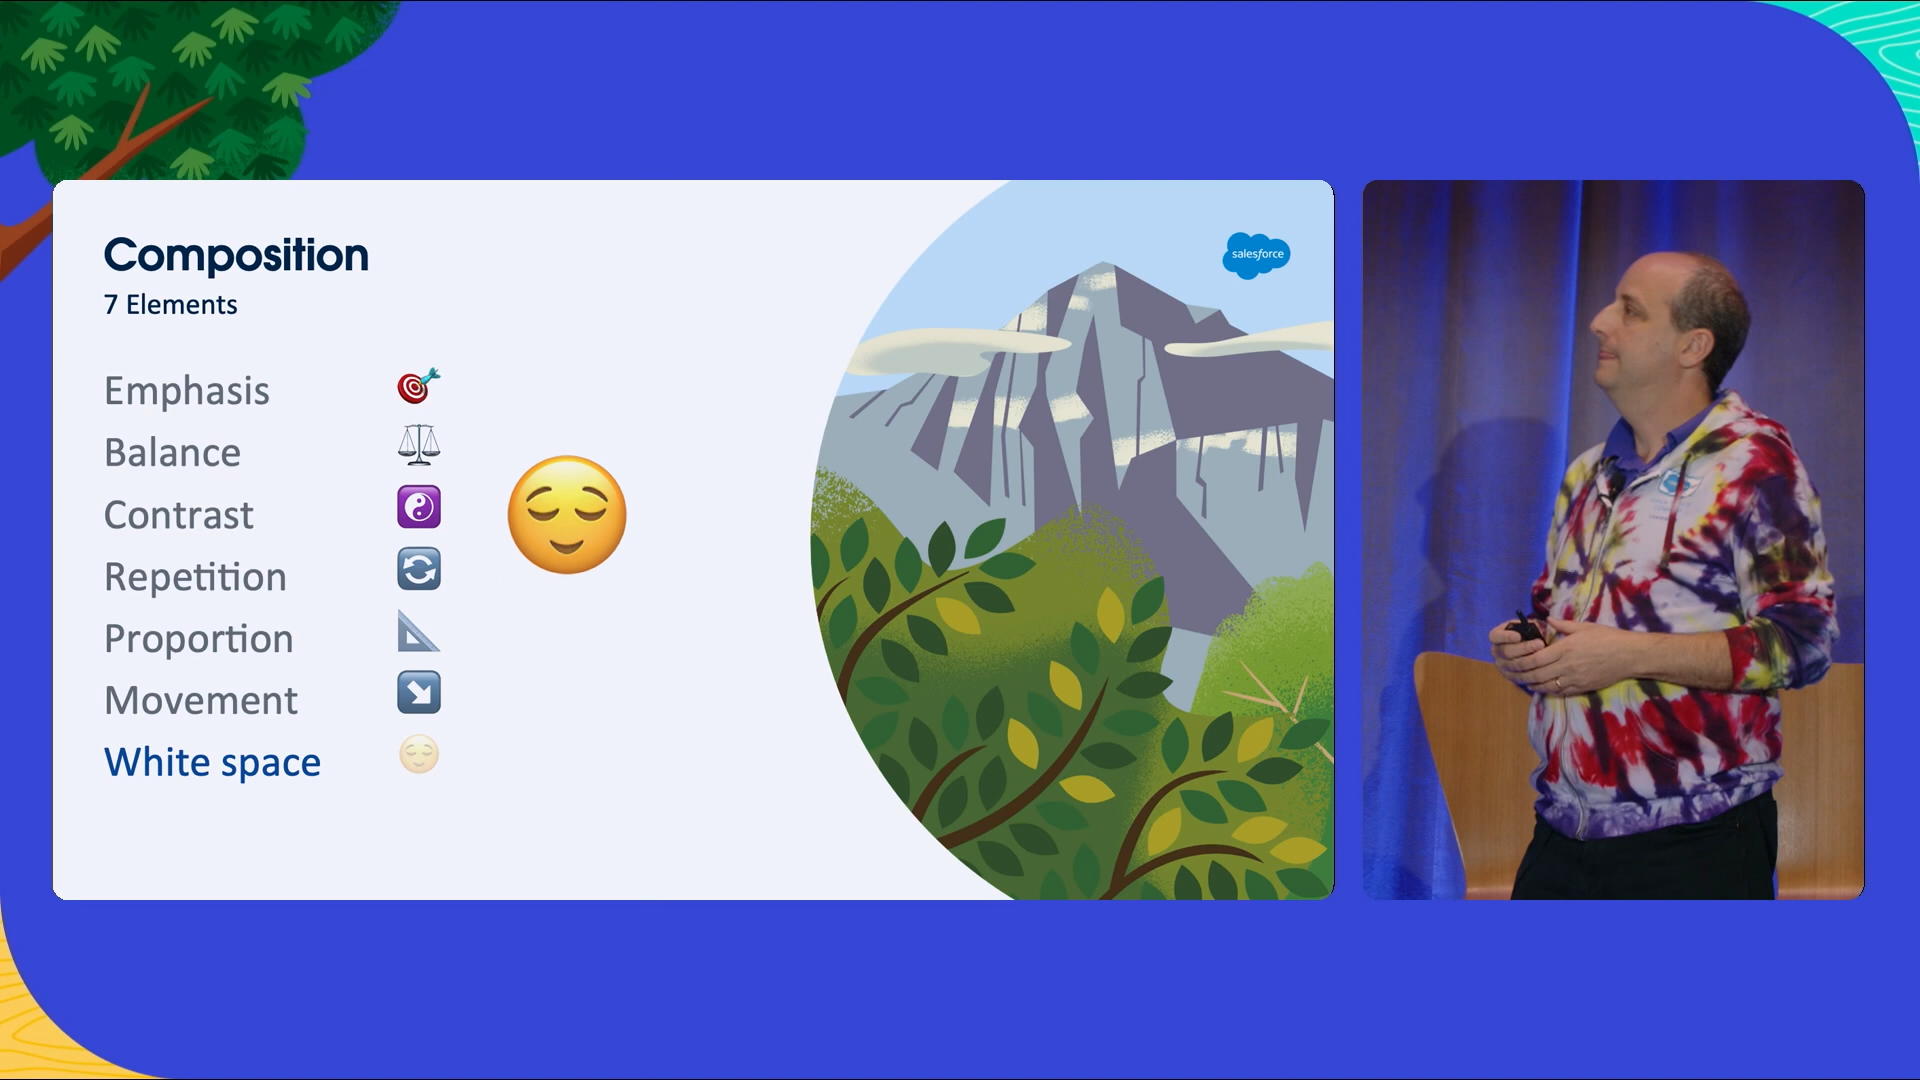 Composition
7 Elements
Emphasis
Balance
Contrast
Repetition
Proportion
Movement
White space
salesforce